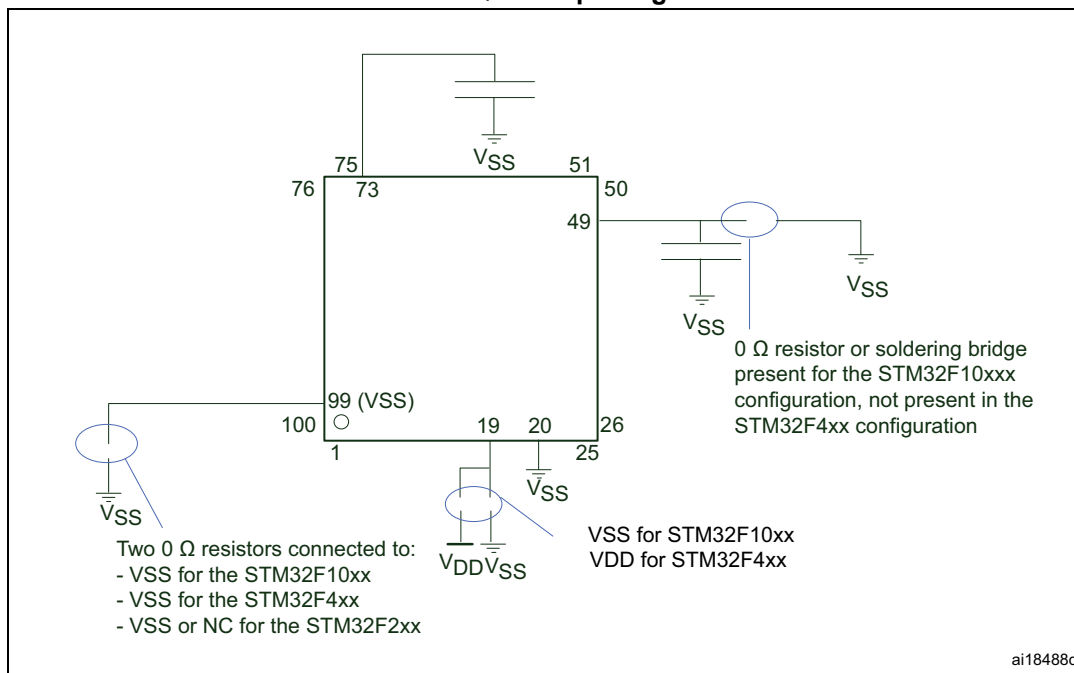 VSS
75
51
76
73
50
49
VSS
VSS
0 Ω resistor or soldering bridge
present for the STM32F10xxx
configuration, not present in the
STM32F4xx configuration
99 (VSS)
100
19
20
26
1
25
VSS
VSS
VDD VSS
VSS for STM32F10xx
VDD for STM32F4xx
Two 0 Ω resistors connected to:
- VSS for the STM32F10xx
- VSS for the STM32F4xx
- VSS or NC for the STM32F2xx
ai18488c